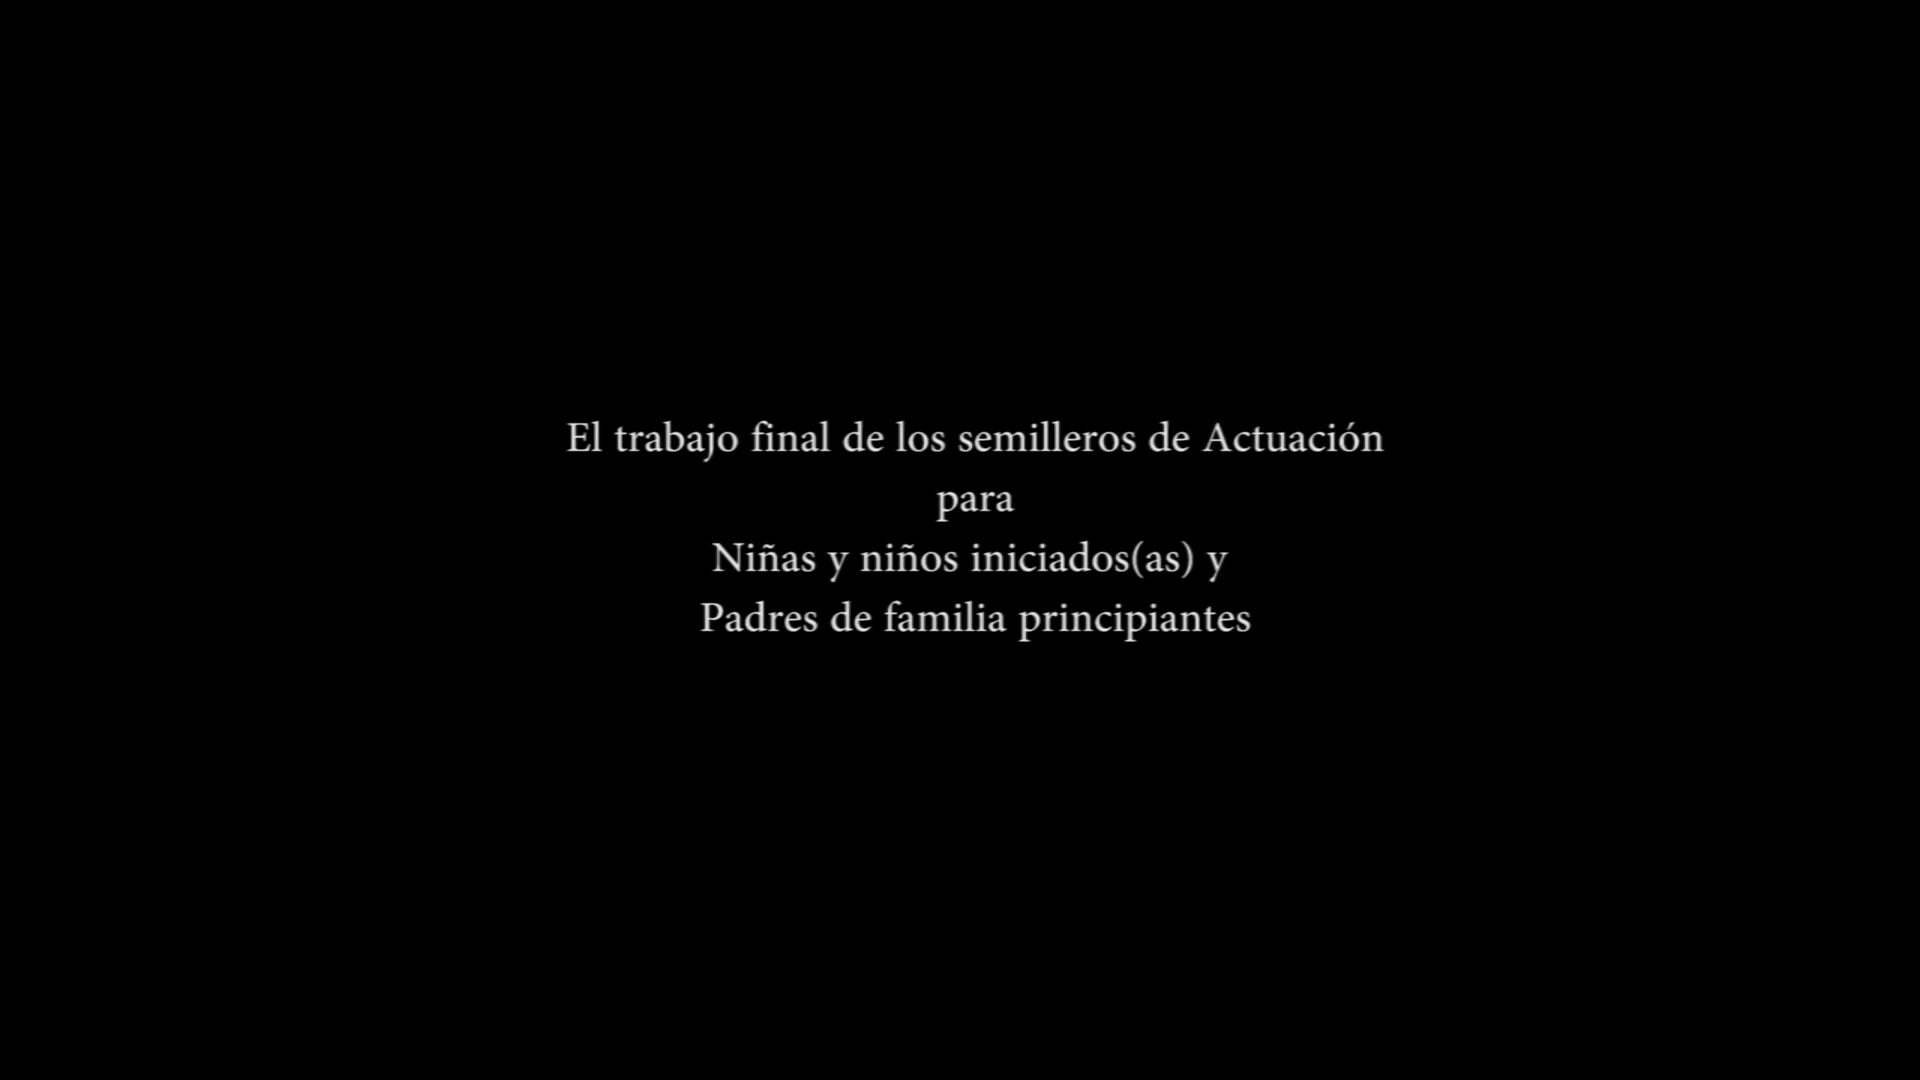 El trabajo final de los semilleros de Actuación
para
Niñas y niños iniciados(as) y
Padres de familia principiantes